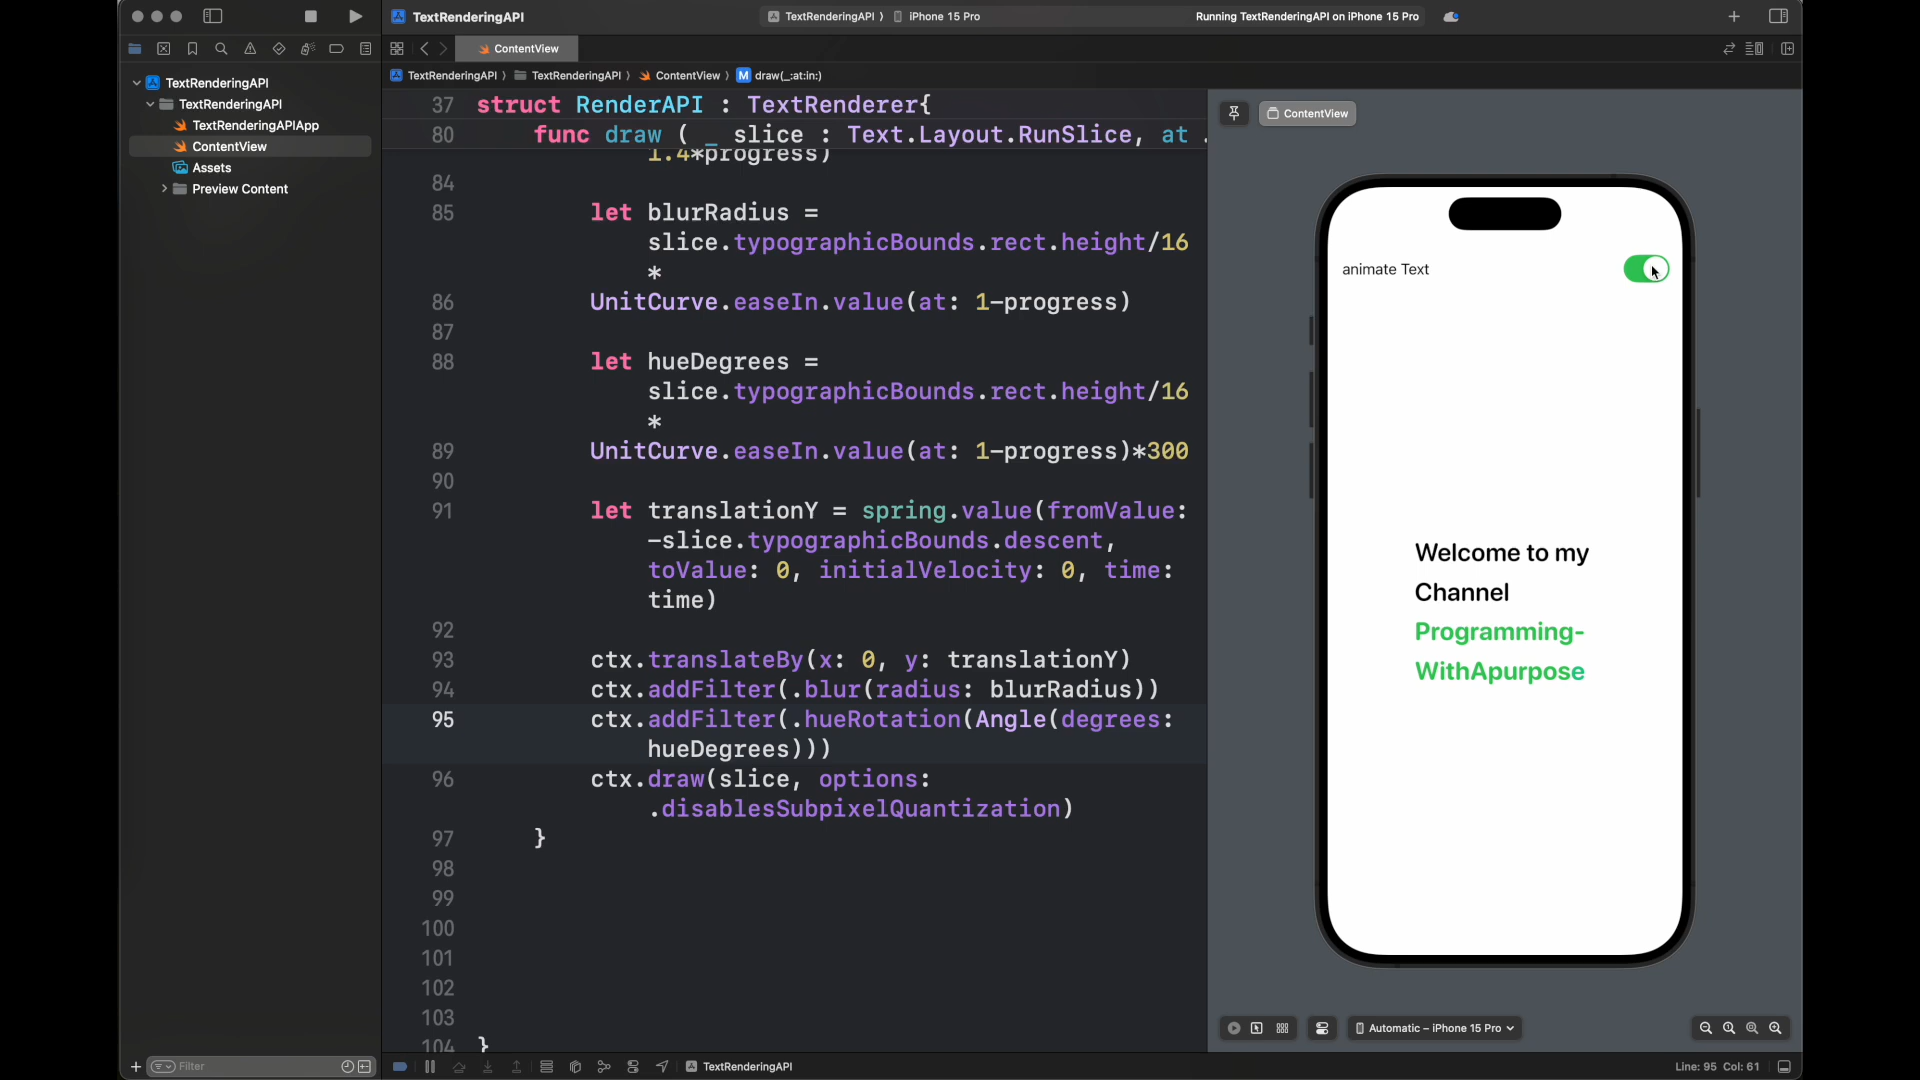 TextRenderingAPI
TextRenderingAPI ⟩ iPhone 15 Pro
Running TextRenderingAPI on iPhone 15 Pro
ContentView
TextRenderingAPI ⟩ TextRenderingAPI ⟩ ContentView ⟩ M draw(_:at:in:)
TextRenderingAPI
TextRenderingAPI
TextRenderingAPIApp
ContentView
Assets
Preview Content
37 struct RenderAPI : TextRenderer{
80 func draw ( _ slice : Text.Layout.RunSlice, at .
1.4*progress)
84
85 let blurRadius =
slice.typographicBounds.rect.height/16
*
86 UnitCurve.easeIn.value(at: 1-progress)
87
88 let hueDegrees =
slice.typographicBounds.rect.height/16
*
89 UnitCurve.easeIn.value(at: 1-progress)*300
90
91 let translationY = spring.value(fromValue:
-slice.typographicBounds.descent,
toValue: 0, initialVelocity: 0, time:
time)
92
93 ctx.translateBy(x: 0, y: translationY)
94 ctx.addFilter(.blur(radius: blurRadius))
95 ctx.addFilter(.hueRotation(Angle(degrees:
hueDegrees)))
96 ctx.draw(slice, options:
.disablesSubpixelQuantization)
97 }
98
99
100
101
102
103
104 }
ContentView
animate Text
Welcome to my
Channel
Programming-
WithApurpose
Automatic – iPhone 15 Pro
Filter
TextRenderingAPI
Line: 95 Col: 61